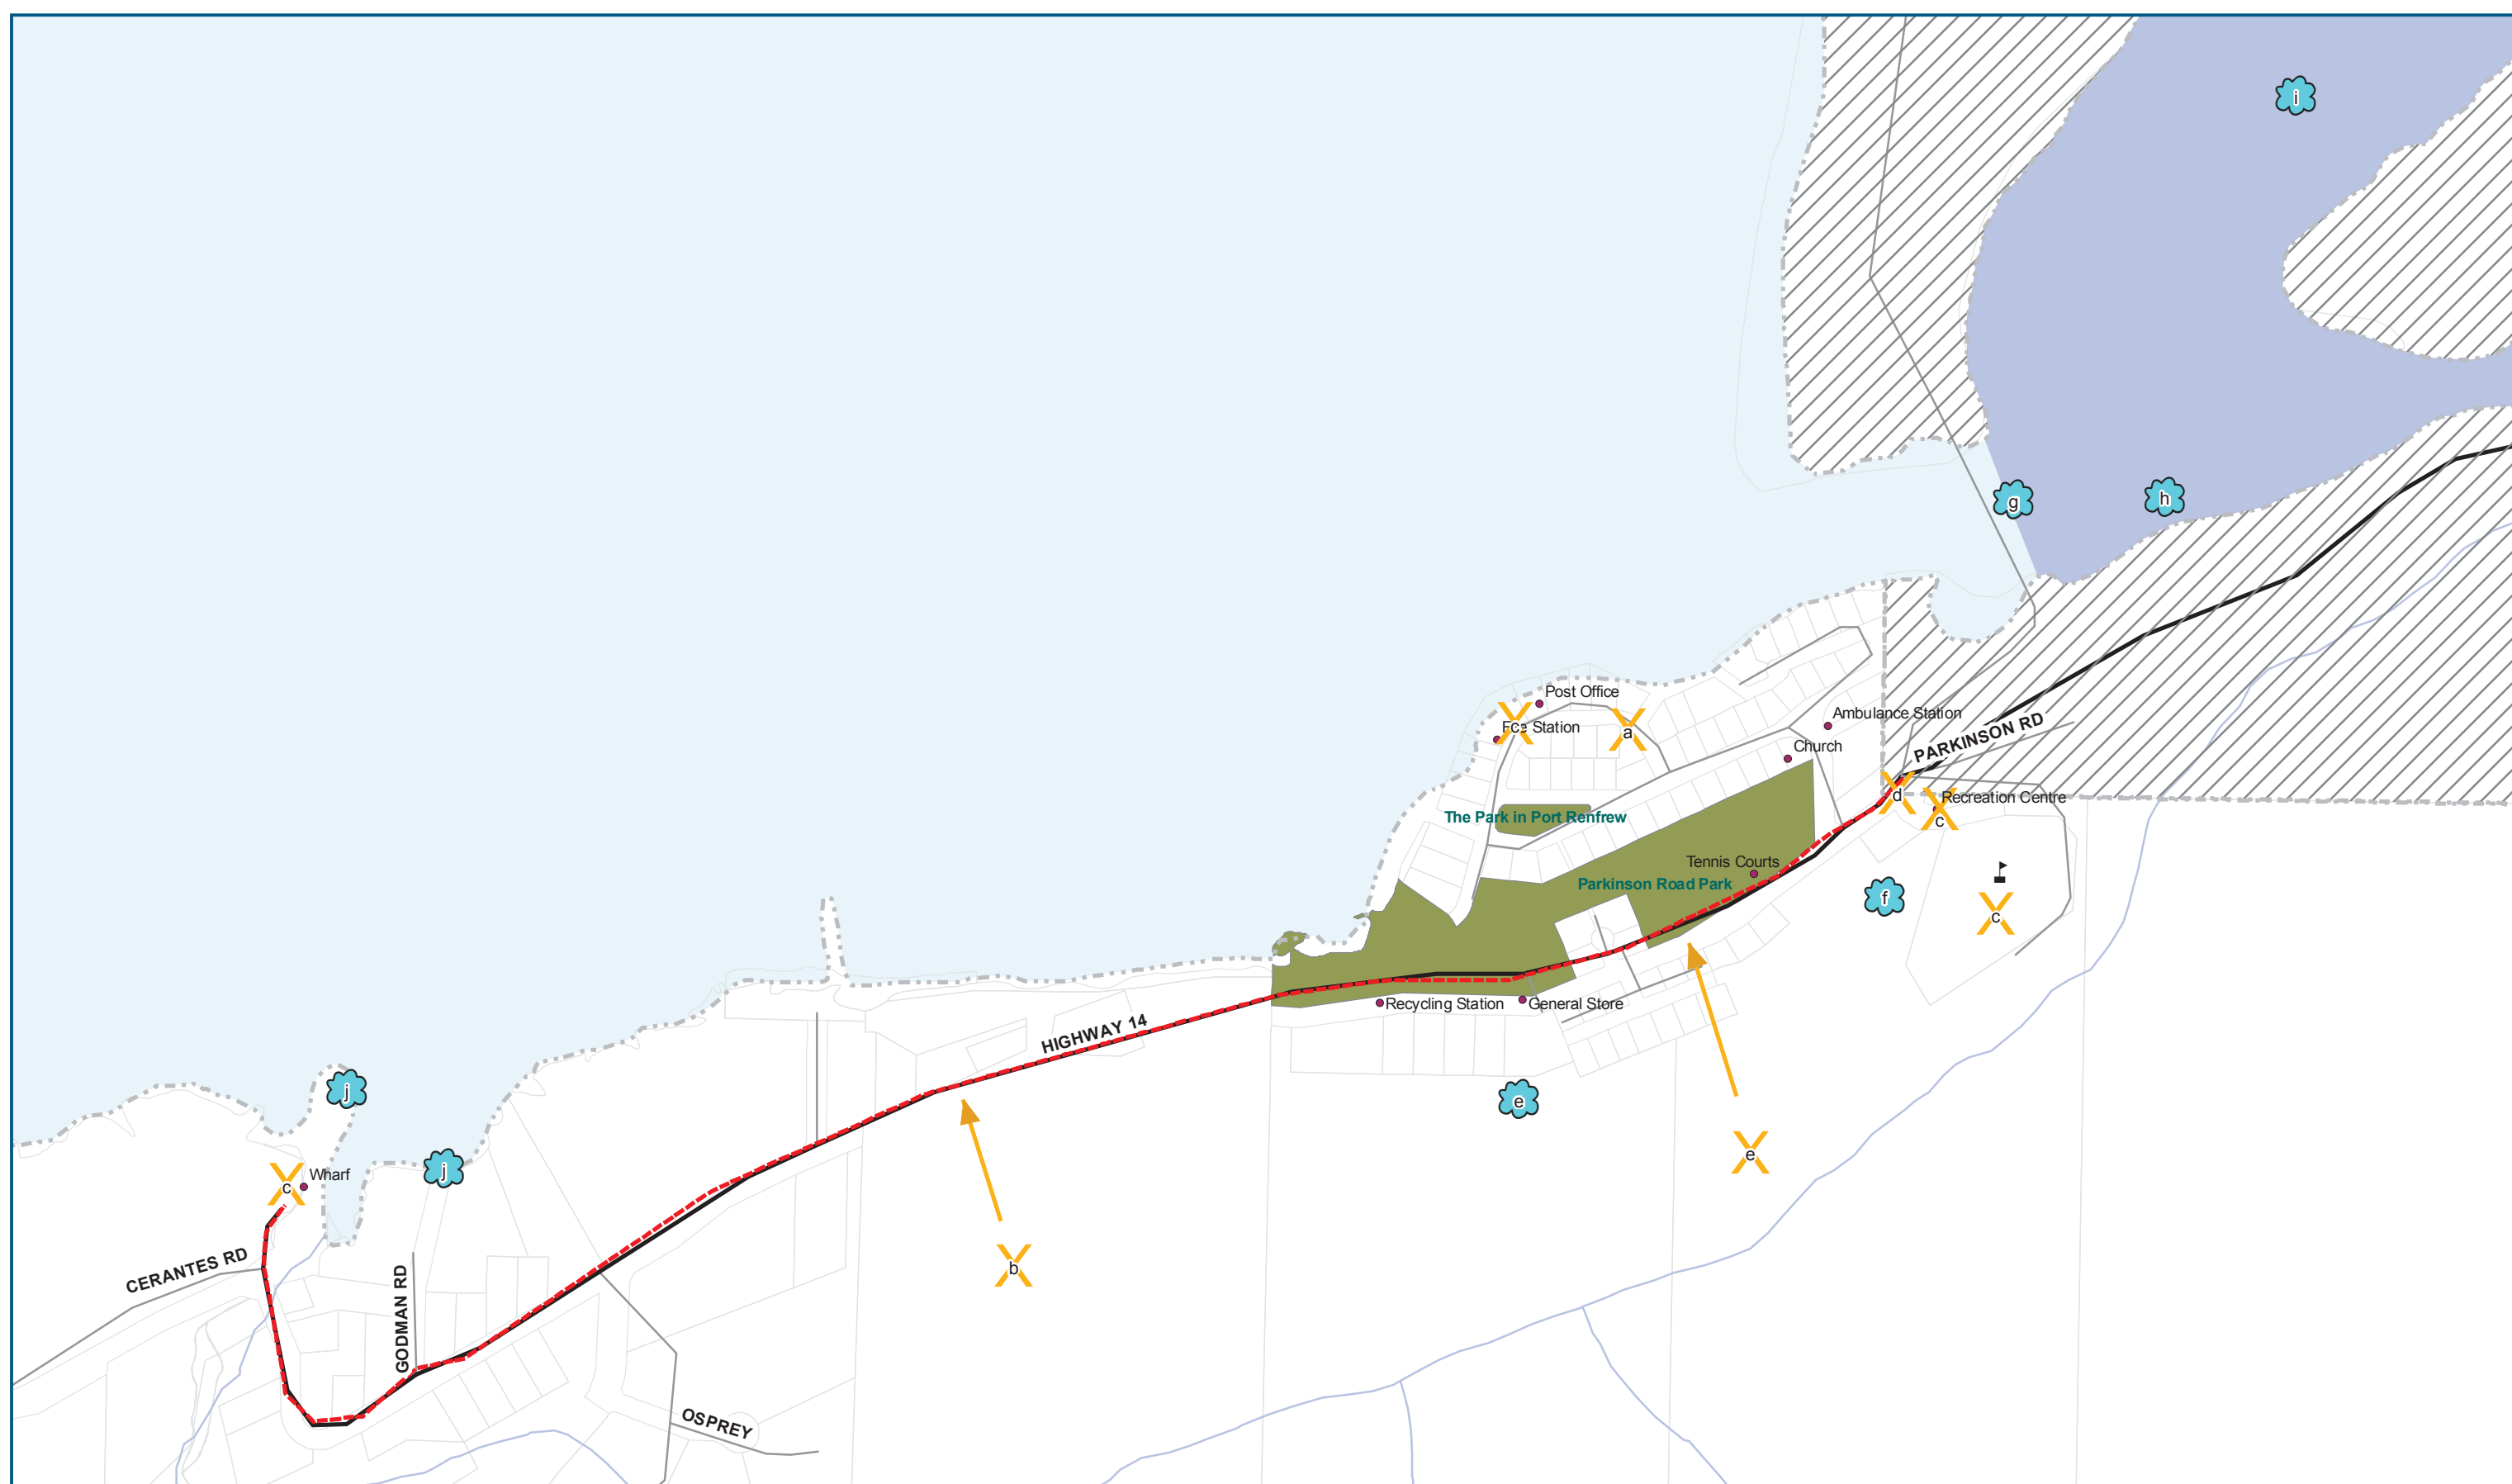 i
g
h
Post Office
Station
c
a
Ambulance Station
PARKINSON RD
Church
d
Recreation Centre
c
The Park in Port Renfrew
Tennis Courts
Parkinson Road Park
f
c
Recycling Station
General Store
HIGHWAY 14
j
e
e
j
Wharf
c
CERANTES RD
GODMAN RD
b
OSPREY